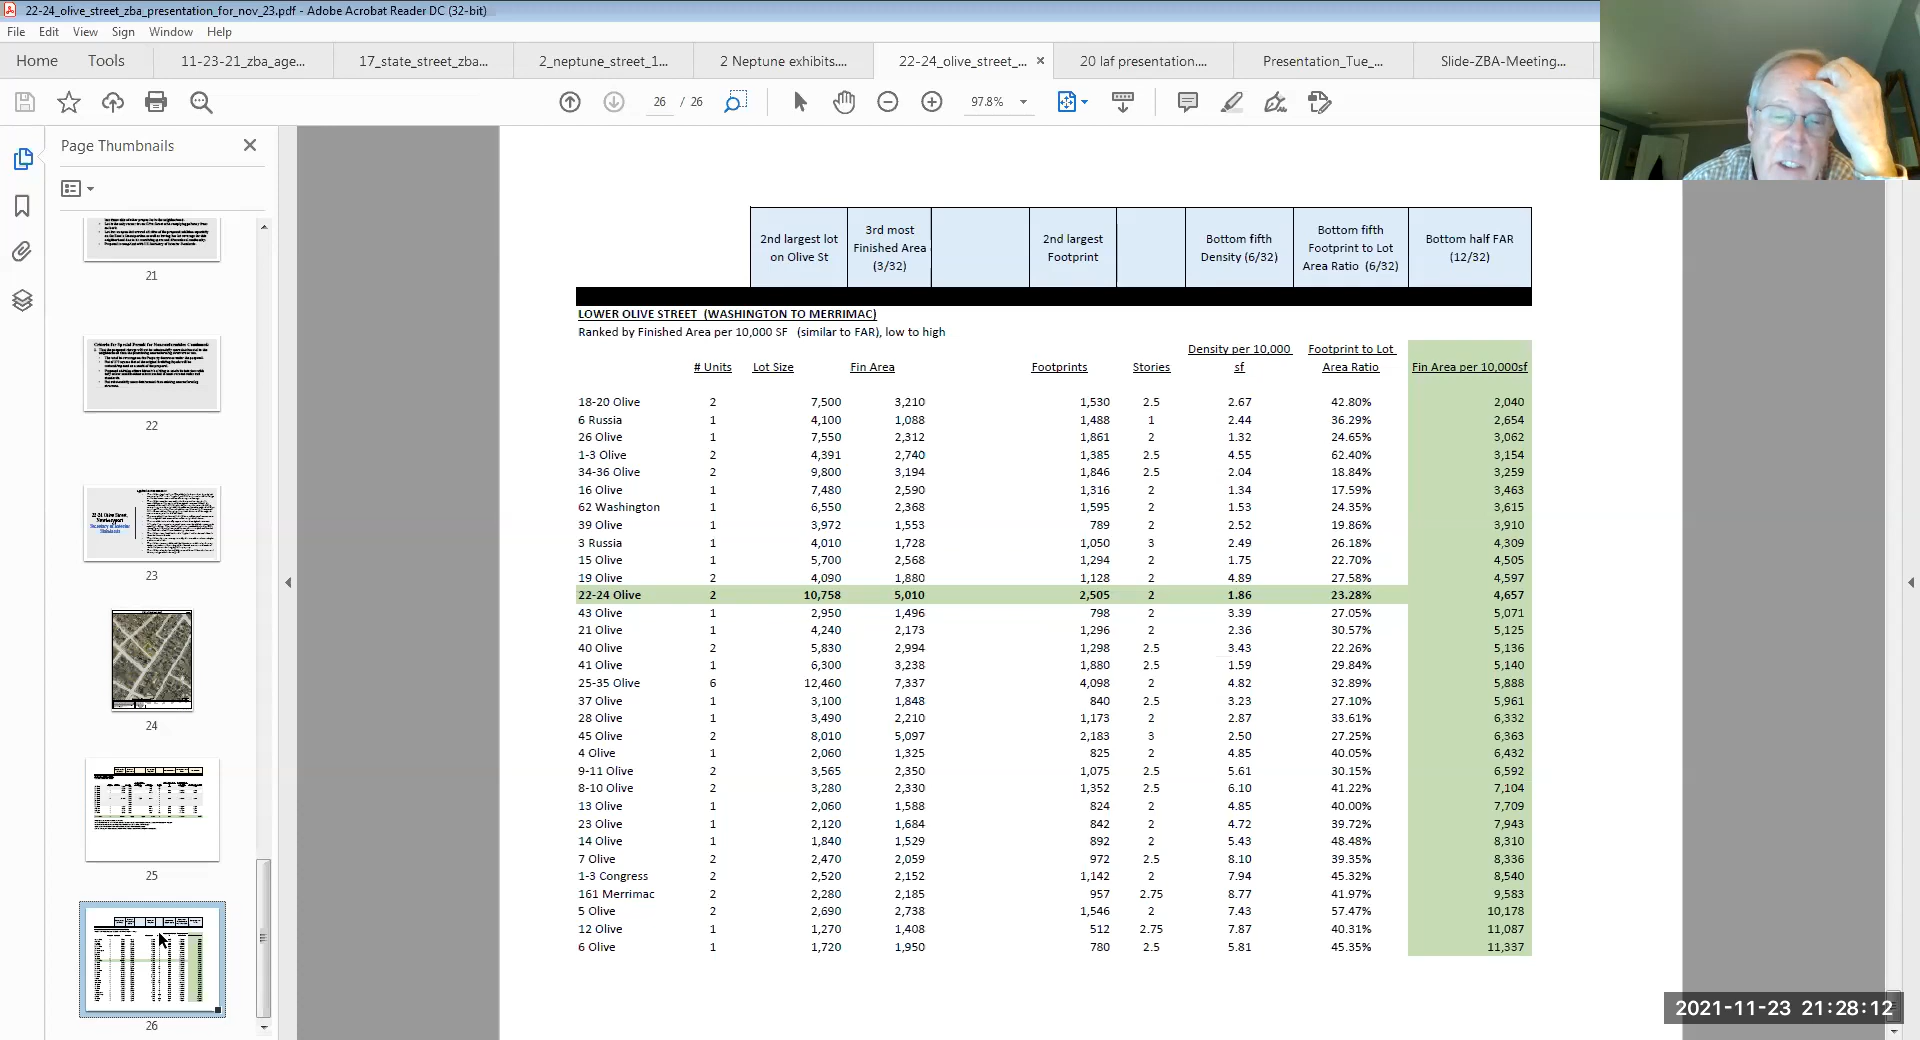 22-24_olive_street_zba_presentation_for_nov_23.pdf - Adobe Acrobat Reader DC (32-bit)
File Edit View Sign Window Help
Home Tools 11-23-21_zba_age... 17_state_street_zba... 2_neptune_street_1... 2 Neptune exhibits.... 22-24_olive_street_... 20 laf presentation.... Presentation_Tue_... Slide-ZBA-Meeting...
26 / 26 97.8%
Page Thumbnails
21
22
23
24
25
26
2nd largest lot on Olive St
3rd most Finished Area (3/32)
2nd largest Footprint
Bottom fifth Density (6/32)
Bottom fifth Footprint to Lot Area Ratio (6/32)
Bottom half FAR (12/32)
LOWER OLIVE STREET (WASHINGTON TO MERRIMAC)
Ranked by Finished Area per 10,000 SF (similar to FAR), low to high
# Units Lot Size Fin Area Footprints Stories Density per 10,000 sf Footprint to Lot Area Ratio Fin Area per 10,000sf
18-20 Olive 2 7,500 3,210 1,530 2.5 2.67 42.80% 2,040
6 Russia 1 4,100 1,088 1,488 1 2.44 36.29% 2,654
26 Olive 1 7,550 2,312 1,861 2 1.32 24.65% 3,062
1-3 Olive 2 4,391 2,740 1,385 2.5 4.55 62.40% 3,154
34-36 Olive 2 9,800 3,194 1,846 2.5 2.04 18.84% 3,259
16 Olive 1 7,480 2,590 1,316 2 1.34 17.59% 3,463
62 Washington 1 6,550 2,368 1,595 2 1.53 24.35% 3,615
39 Olive 1 3,972 1,553 789 2 2.52 19.86% 3,910
3 Russia 1 4,010 1,728 1,050 3 2.49 26.18% 4,309
15 Olive 1 5,700 2,568 1,294 2 1.75 22.70% 4,505
19 Olive 2 4,090 1,880 1,128 2 4.89 27.58% 4,597
22-24 Olive 2 10,758 5,010 2,505 2 1.86 23.28% 4,657
43 Olive 1 2,950 1,496 798 2 3.39 27.05% 5,071
21 Olive 1 4,240 2,173 1,296 2 2.36 30.57% 5,125
40 Olive 2 5,830 2,994 1,298 2.5 3.43 22.26% 5,136
41 Olive 1 6,300 3,238 1,880 2.5 1.59 29.84% 5,140
25-35 Olive 6 12,460 7,337 4,098 2 4.82 32.89% 5,888
37 Olive 1 3,100 1,848 840 2.5 3.23 27.10% 5,961
28 Olive 1 3,490 2,210 1,173 2 2.87 33.61% 6,332
45 Olive 2 8,010 5,097 2,183 3 2.50 27.25% 6,363
4 Olive 1 2,060 1,325 825 2 4.85 40.05% 6,432
9-11 Olive 2 3,565 2,350 1,075 2.5 5.61 30.15% 6,592
8-10 Olive 2 3,280 2,330 1,352 2.5 6.10 41.22% 7,104
13 Olive 1 2,060 1,588 824 2 4.85 40.00% 7,709
23 Olive 1 2,120 1,684 842 2 4.72 39.72% 7,943
14 Olive 1 1,840 1,529 892 2 5.43 48.48% 8,310
7 Olive 2 2,470 2,059 972 2.5 8.10 39.35% 8,336
1-3 Congress 2 2,520 2,152 1,142 2 7.94 45.32% 8,540
161 Merrimac 2 2,280 2,185 957 2.75 8.77 41.97% 9,583
5 Olive 2 2,690 2,738 1,546 2 7.43 57.47% 10,178
12 Olive 1 1,270 1,408 512 2.75 7.87 40.31% 11,087
6 Olive 1 1,720 1,950 780 2.5 5.81 45.35% 11,337
2021-11-23 21:28:12